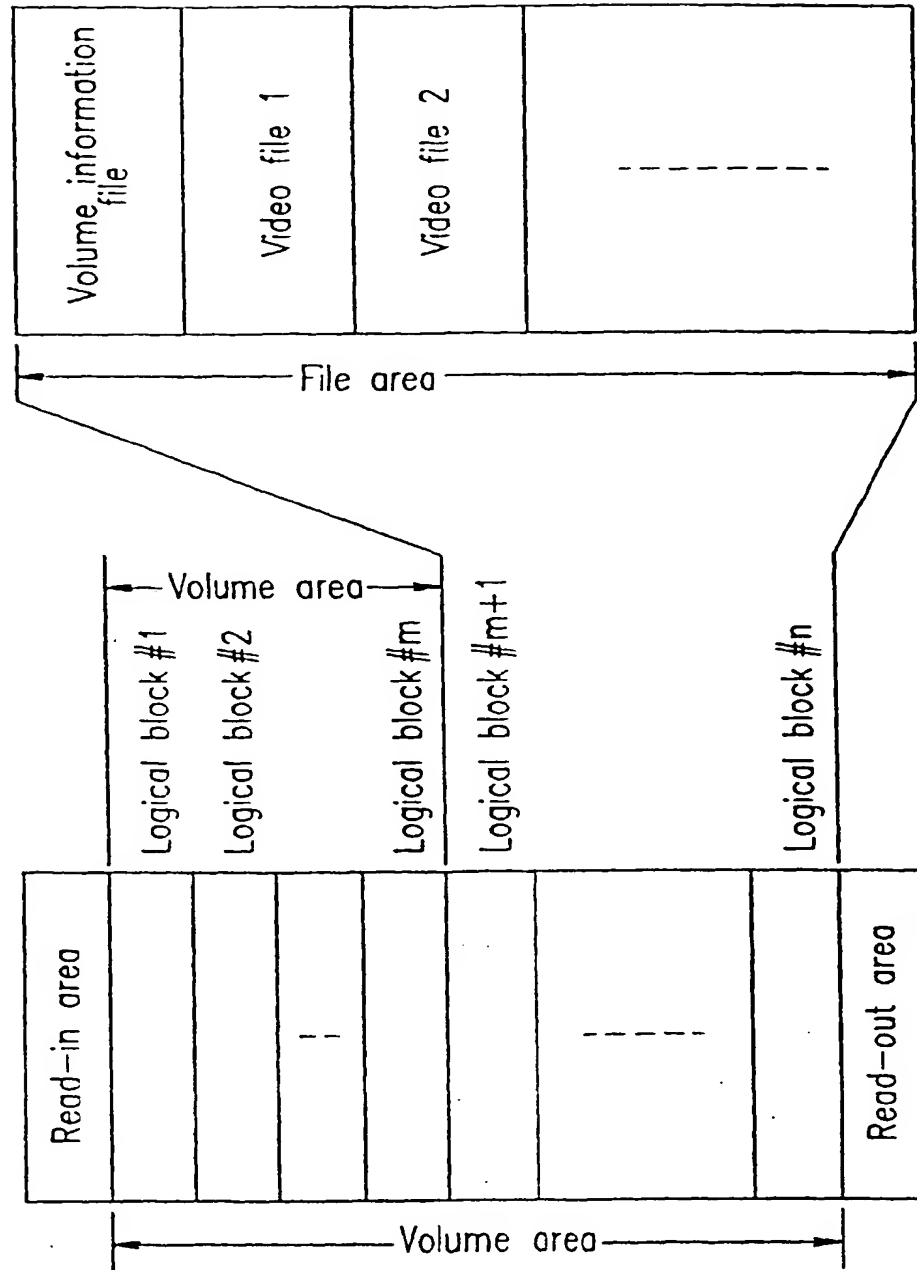 Read-in area
Read-out area
Volume area
Logical block #1
Logical block #2
Logical block #m
Logical block #m+1
Logical block #n
Volume area
File area
Volume information
file
Video file 1
Video file 2